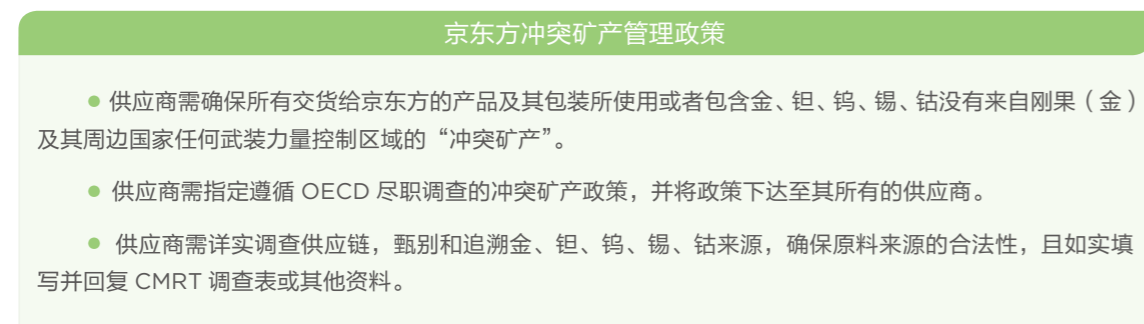 京东方冲突矿产管理政策
● 供应商需确保所有交货给京东方的产品及其包装所使用或者包含金、钽、钨、锡、钴没有来自刚果（金）
及其周边国家任何武装力量控制区域的“冲突矿产”。
● 供应商需指定遵循 OECD 尽职调查的冲突矿产政策，并将政策下达至其所有的供应商。
● 供应商需详实调查供应链，甄别和追溯金、钽、钨、锡、钴来源，确保原料来源的合法性，且如实填
写并回复 CMRT 调查表或其他资料。